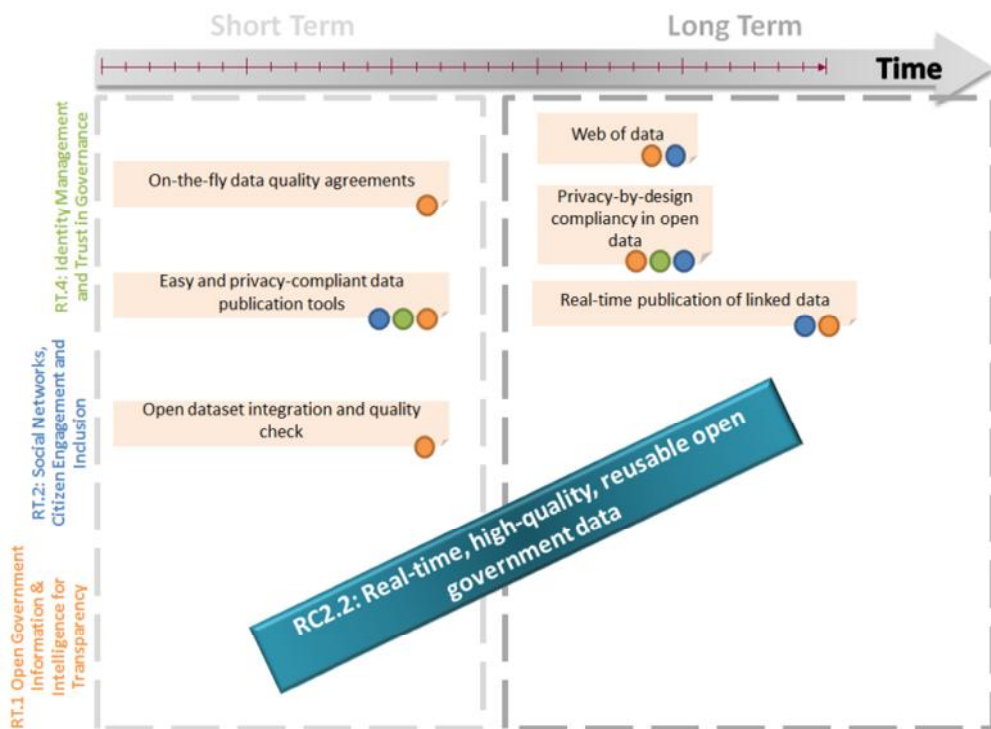 Short Term
Long Term
Time
RT.4: Identity Management
and Trust in Governance
RT.2: Social Networks,
Citizen Engagement and
Inclusion
RT.1 Open Government
Information &
Intelligence for
Transparency
On-the-fly data quality agreements
Easy and privacy-compliant data
publication tools
Open dataset integration and quality
check
Web of data
Privacy-by-design
compliancy in open
data
Real-time publication of linked data
RC2.2: Real-time, high-quality, reusable open
government data